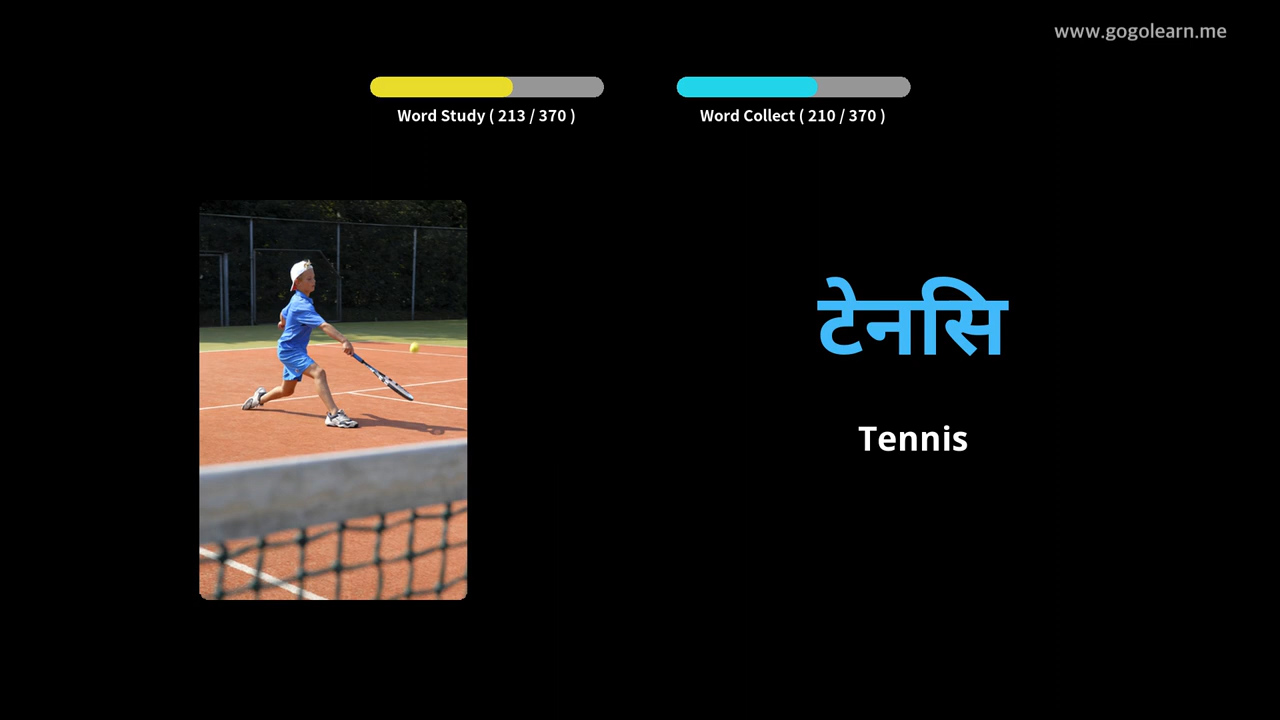 www.gogolearn.me
Word Study ( 213 / 370 )
Word Collect ( 210 / 370 )
टेनसि
Tennis